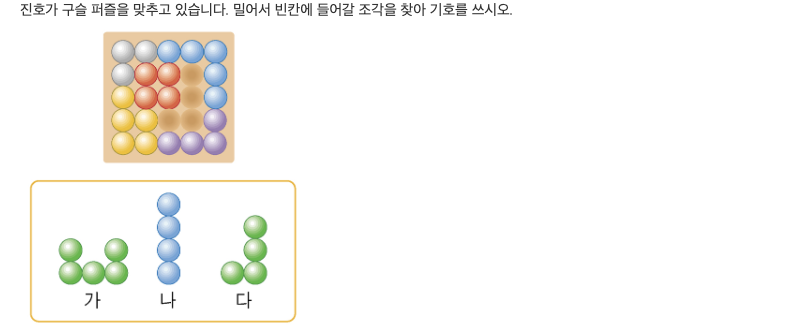 진호가 구슬 퍼즐을 맞추고 있습니다. 밀어서 빈칸에 들어갈 조각을 찾아 기호를 쓰시오.
가 나 다